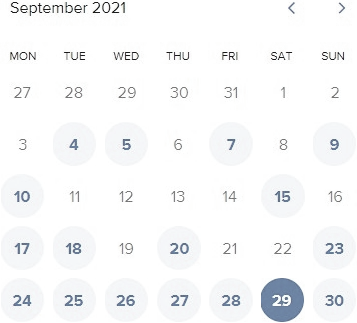 September 2021
MON TUE WED THU FRI SAT SUN
27 28 29 30 31 1 2
3 4 5 6 7 8 9
10 11 12 13 14 15 16
17 18 19 20 21 22 23
24 25 26 27 28 29 30